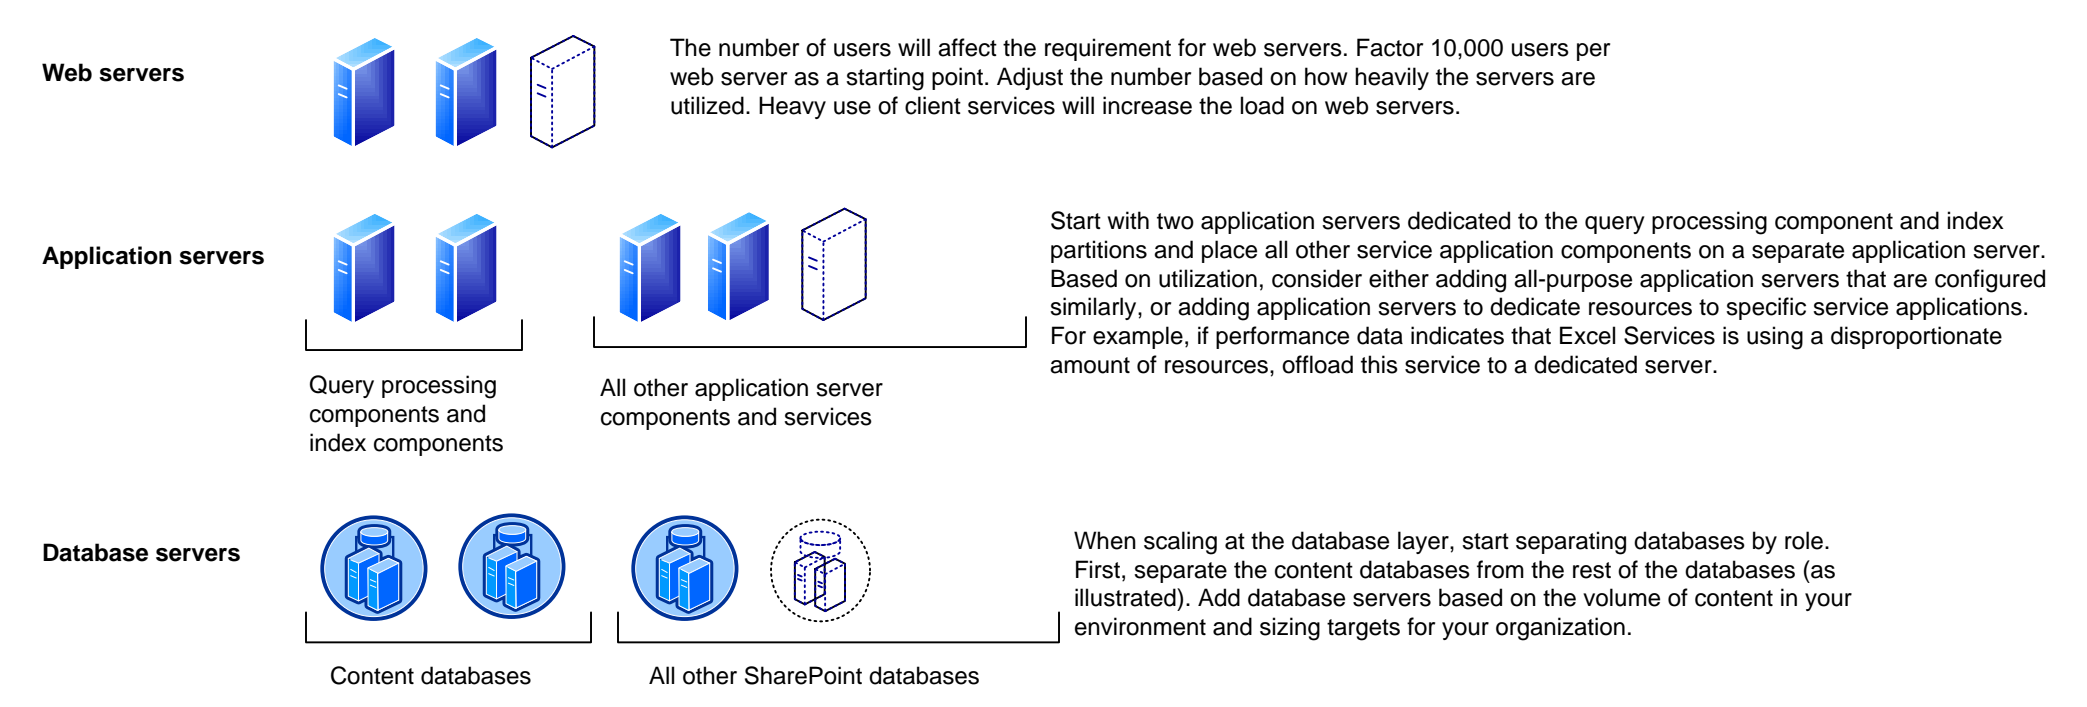 Web servers
The number of users will affect the requirement for web servers. Factor 10,000 users per
web server as a starting point. Adjust the number based on how heavily the servers are
utilized. Heavy use of client services will increase the load on web servers.
Application servers
Query processing
components and
index components
All other application server
components and services
Start with two application servers dedicated to the query processing component and index
partitions and place all other service application components on a separate application server.
Based on utilization, consider either adding all-purpose application servers that are configured
similarly, or adding application servers to dedicate resources to specific service applications.
For example, if performance data indicates that Excel Services is using a disproportionate
amount of resources, offload this service to a dedicated server.
Database servers
Content databases
All other SharePoint databases
When scaling at the database layer, start separating databases by role.
First, separate the content databases from the rest of the databases (as
illustrated). Add database servers based on the volume of content in your
environment and sizing targets for your organization.